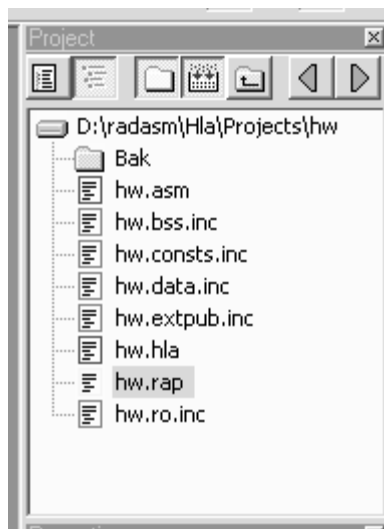 Project
D:\radasm\Hla\Projects\hw
Bak
hw.asm
hw.bss.inc
hw.consts.inc
hw.data.inc
hw.extpub.inc
hw.hla
hw.rap
hw.ro.inc